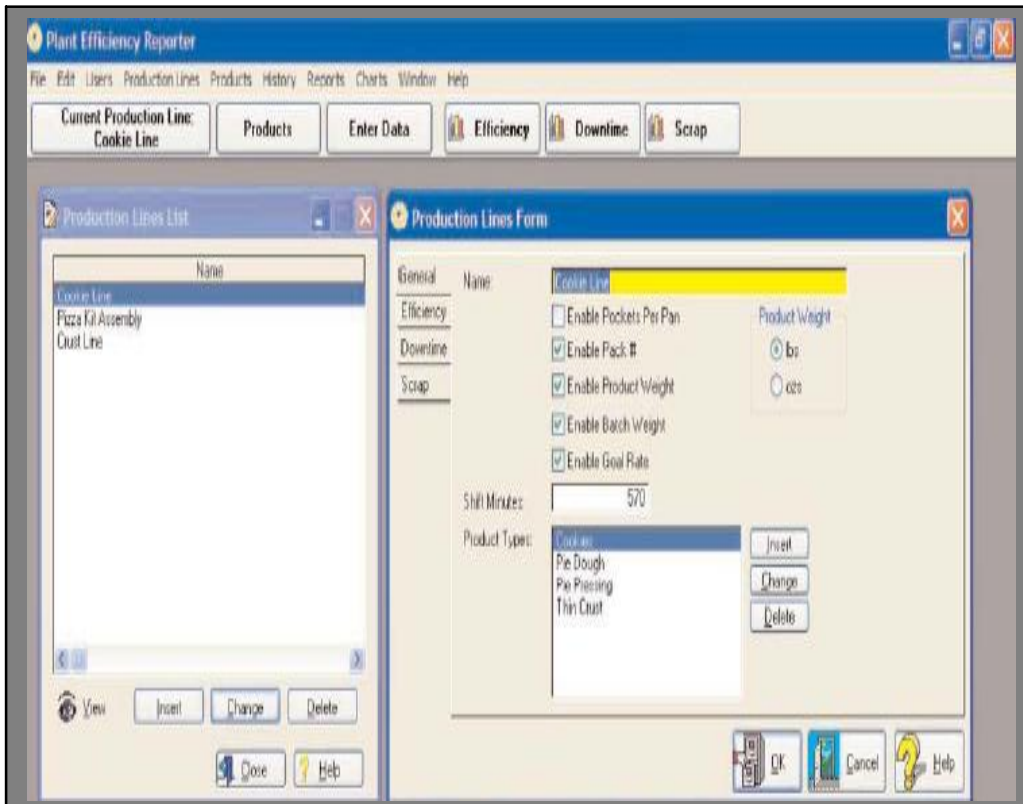 Plant Efficiency Reporter
File Edit Users Production Lines Products History Reports Charts Window Help
Current Production Line:
Cookie Line
Products
Enter Data
Efficiency
Downtime
Scrap
Production Lines List
Name
Cookie Line
Pizza Kit Assembly
Crust Line
View
Insert
Change
Delete
Close
Help
Production Lines Form
General
Efficiency
Downtime
Scrap
Name:
Cookie Line
Enable Pockets Per Pan
Enable Pack #
Enable Product Weight
Enable Batch Weight
Enable Goal Rate
Product Weight
lbs
ozs
Shift Minutes:
570
Product Types:
Cookies
Pie Dough
Pie Pressing
Thin Crust
Insert
Change
Delete
OK
Cancel
Help